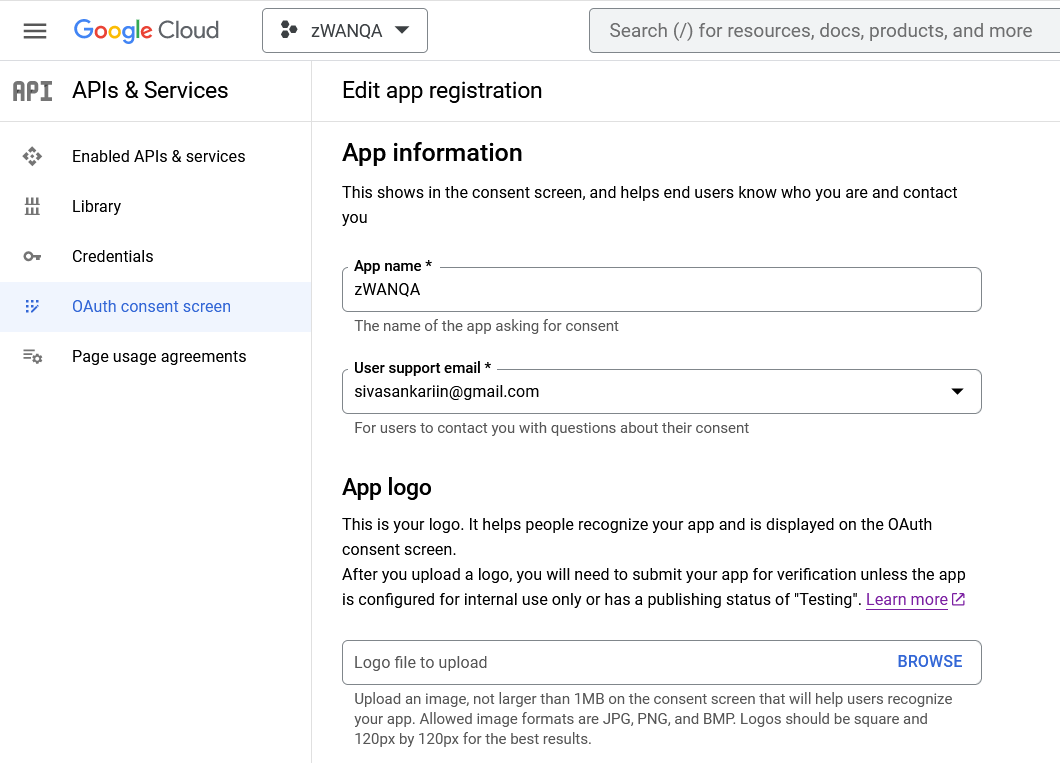 Google Cloud
zWANQA
Search (/) for resources, docs, products, and more
API
APIs & Services
Edit app registration
Enabled APIs & services
Library
Credentials
OAuth consent screen
Page usage agreements
App information
This shows in the consent screen, and helps end users know who you are and contact
you
App name *
zWANQA
The name of the app asking for consent
User support email *
sivasankariin@gmail.com
For users to contact you with questions about their consent
App logo
This is your logo. It helps people recognize your app and is displayed on the OAuth
consent screen.
After you upload a logo, you will need to submit your app for verification unless the app
is configured for internal use only or has a publishing status of "Testing". Learn more
Logo file to upload
BROWSE
Upload an image, not larger than 1MB on the consent screen that will help users recognize
your app. Allowed image formats are JPG, PNG, and BMP. Logos should be square and
120px by 120px for the best results.